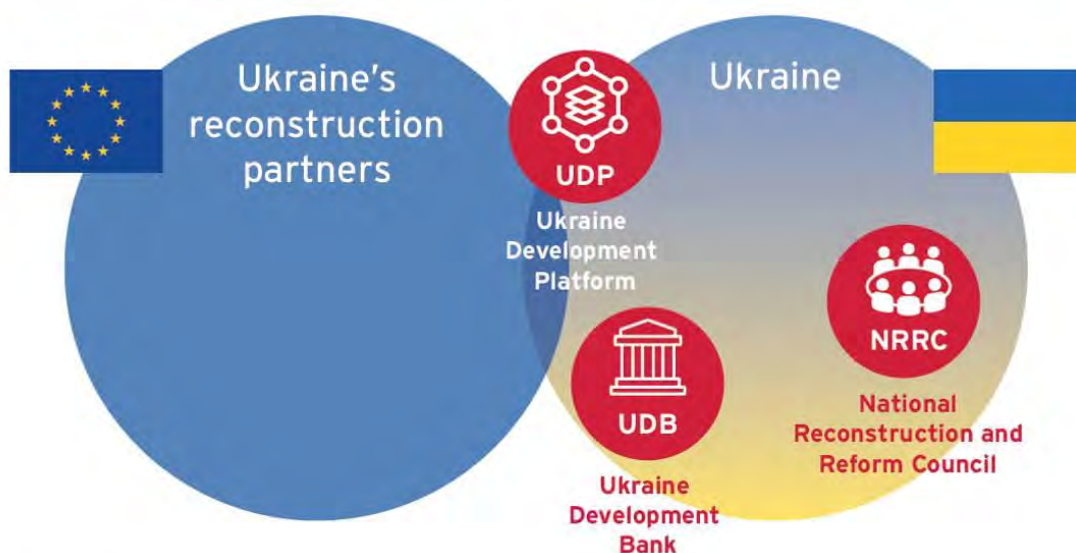 Ukraine's
reconstruction
partners
Ukraine
UDP
Ukraine
Development
Platform
UDB
Ukraine
Development
Bank
NRRC
National
Reconstruction and
Reform Council